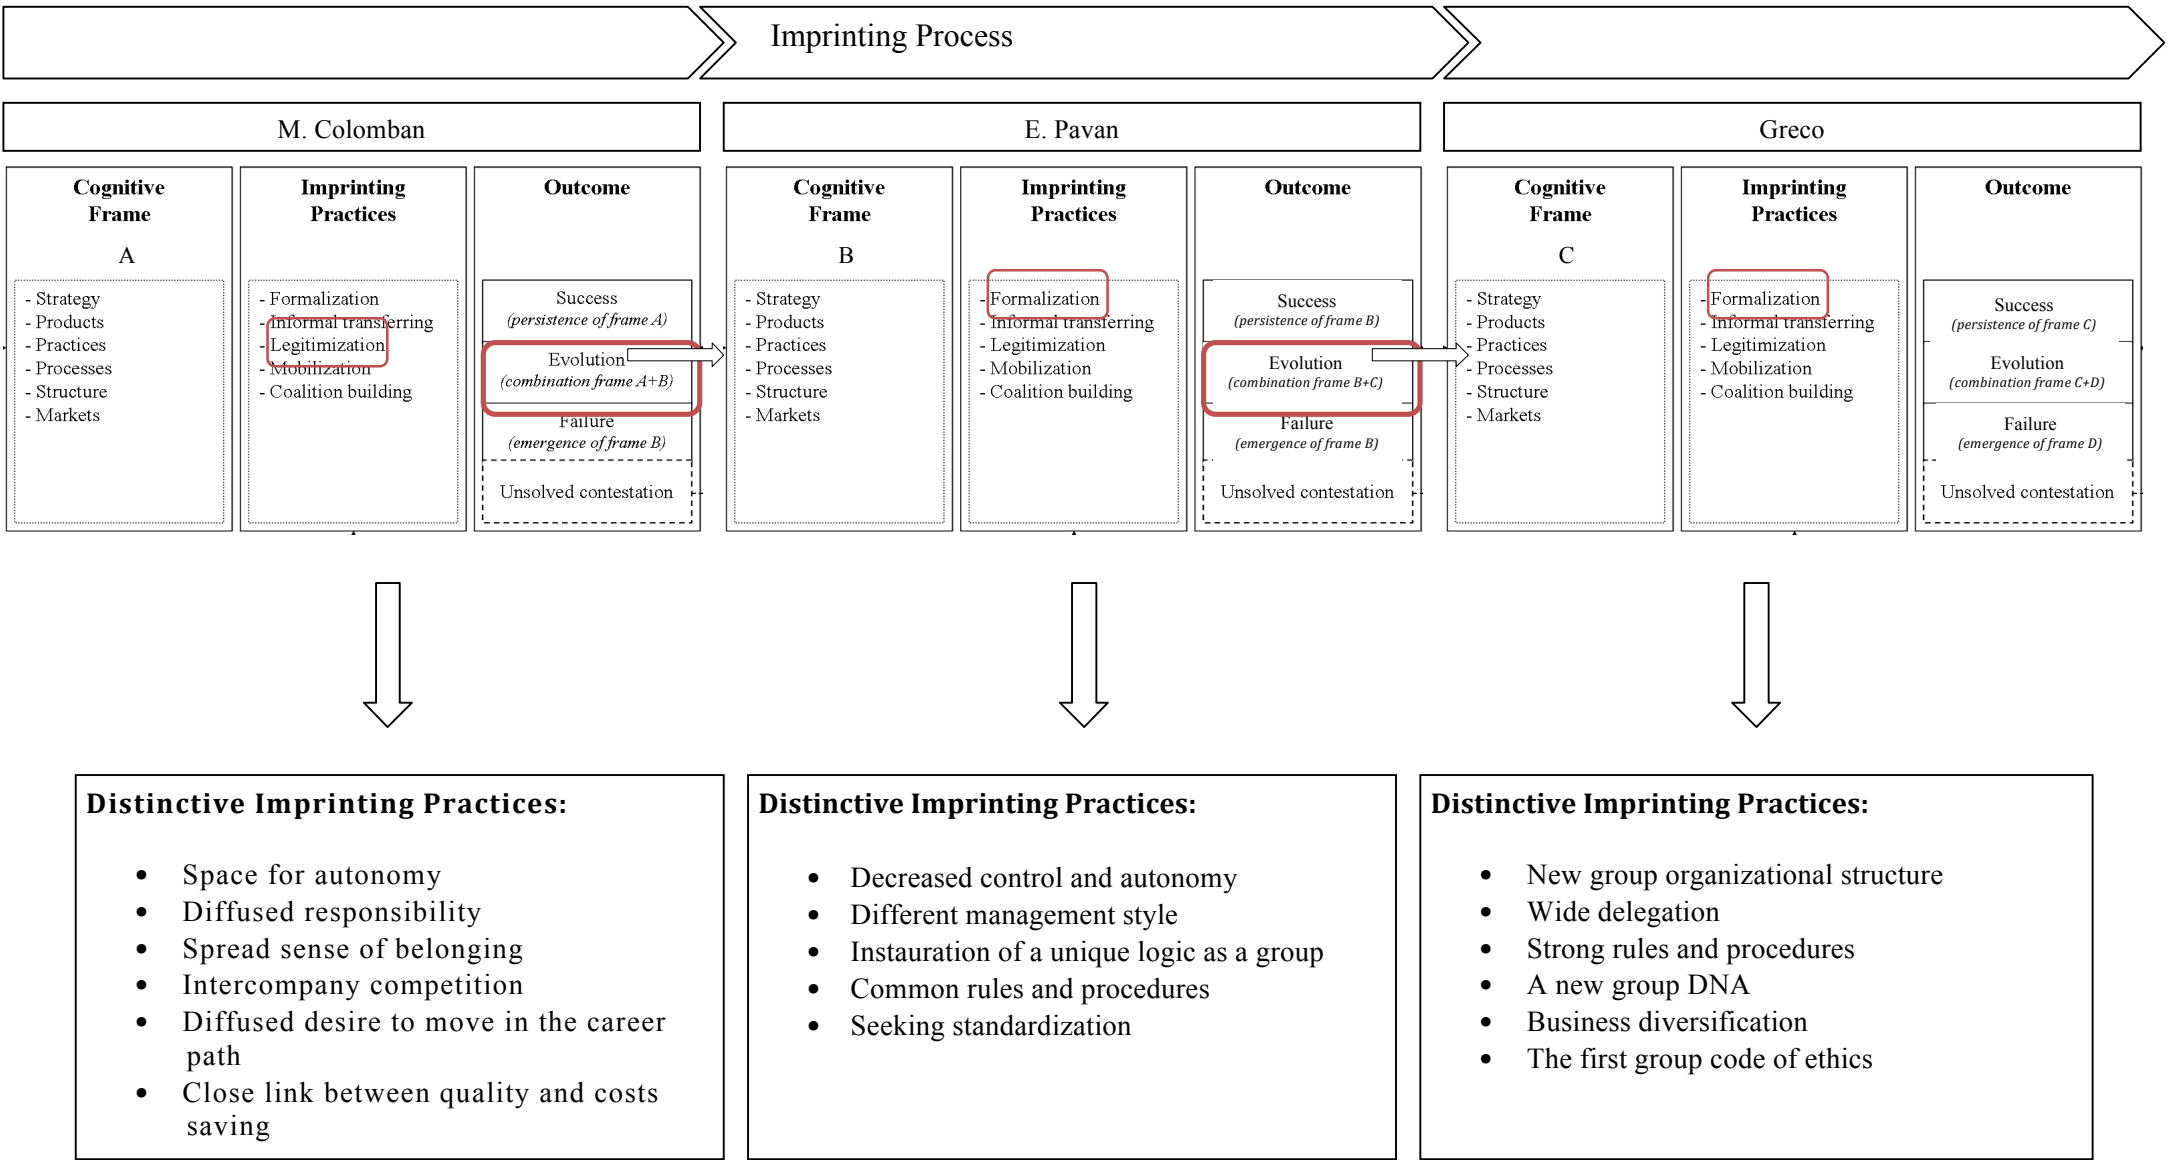 Imprinting Process
M. Colomban
Cognitive
Frame
A
- Strategy
- Products
- Practices
- Processes
- Structure
- Markets
Imprinting
Practices
- Formalization
- Informal transferring
- Legitimization
- Mobilization
- Coalition building
Outcome
Success
(persistence of frame A)
Evolution
(combination frame A+B)
Failure
(emergence of frame B)
Unsolved contestation
E. Pavan
Cognitive
Frame
B
- Strategy
- Products
- Practices
- Processes
- Structure
- Markets
Imprinting
Practices
- Formalization
- Informal transferring
- Legitimization
- Mobilization
- Coalition building
Outcome
Success
(persistence of frame B)
Evolution
(combination frame B+C)
Failure
(emergence of frame B)
Unsolved contestation
Greco
Cognitive
Frame
C
- Strategy
- Products
- Practices
- Processes
- Structure
- Markets
Imprinting
Practices
- Formalization
- Informal transferring
- Legitimization
- Mobilization
- Coalition building
Outcome
Success
(persistence of frame C)
Evolution
(combination frame C+D)
Failure
(emergence of frame D)
Unsolved contestation
Distinctive Imprinting Practices:
• Space for autonomy
• Diffused responsibility
• Spread sense of belonging
• Intercompany competition
• Diffused desire to move in the career
path
• Close link between quality and costs
saving
Distinctive Imprinting Practices:
• Decreased control and autonomy
• Different management style
• Instauration of a unique logic as a group
• Common rules and procedures
• Seeking standardization
Distinctive Imprinting Practices:
• New group organizational structure
• Wide delegation
• Strong rules and procedures
• A new group DNA
• Business diversification
• The first group code of ethics